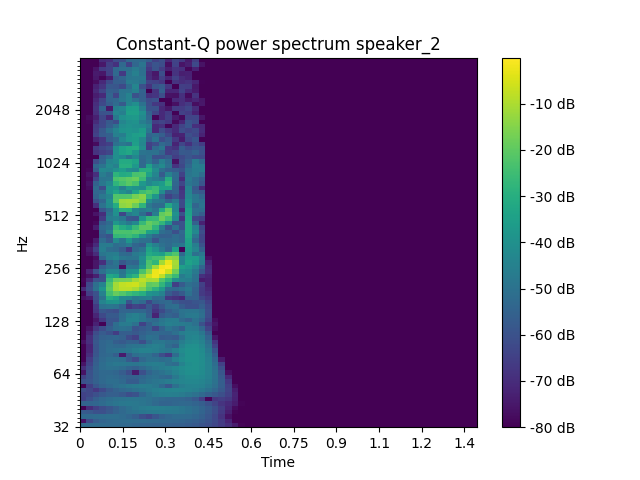 Constant-Q power spectrum speaker_2
Hz
2048
1024
512
256
128
64
32
0 0.15 0.3 0.45 0.6 0.75 0.9 1.1 1.2 1.4
Time
-10 dB
-20 dB
-30 dB
-40 dB
-50 dB
-60 dB
-70 dB
-80 dB